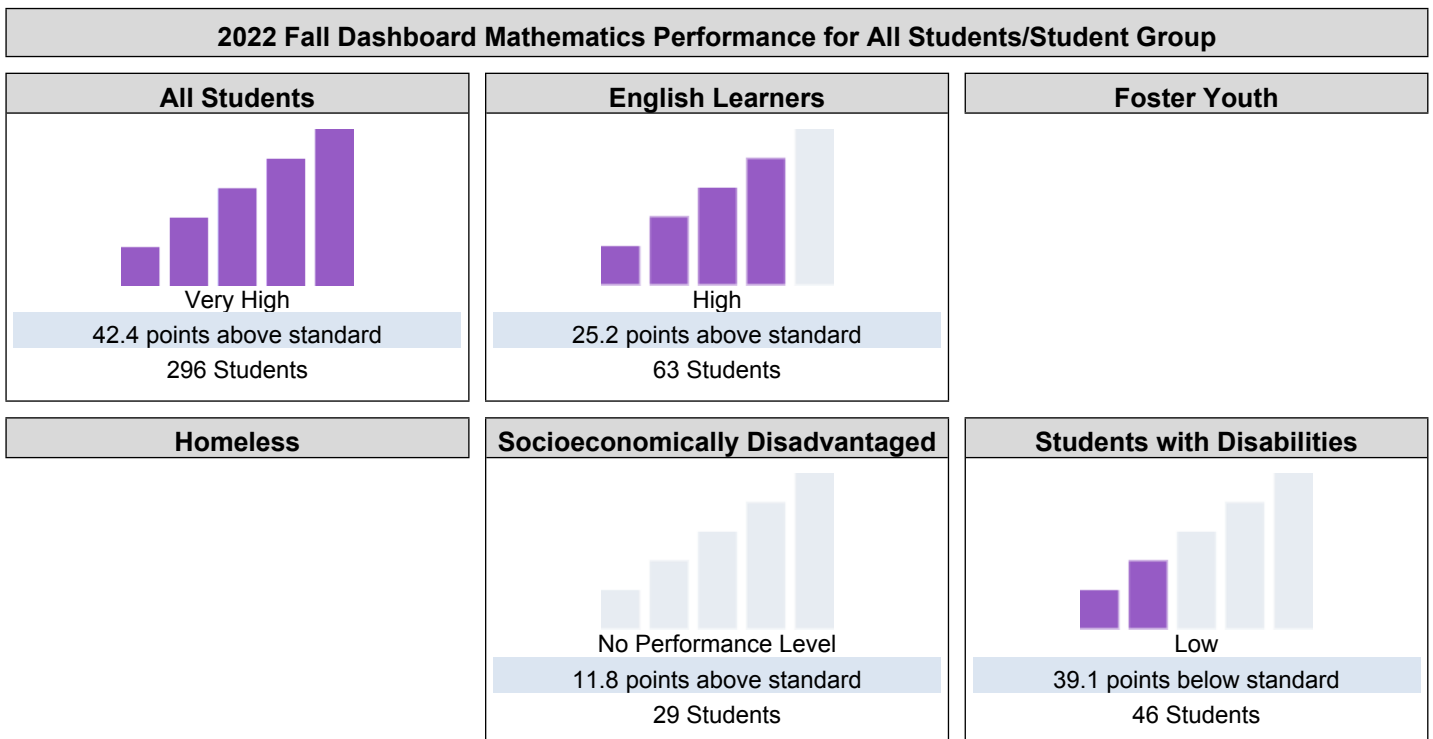 2022 Fall Dashboard Mathematics Performance for All Students/Student Group
All Students
Very High
42.4 points above standard
296 Students
English Learners
High
25.2 points above standard
63 Students
Foster Youth
Homeless
Socioeconomically Disadvantaged
No Performance Level
11.8 points above standard
29 Students
Students with Disabilities
Low
39.1 points below standard
46 Students